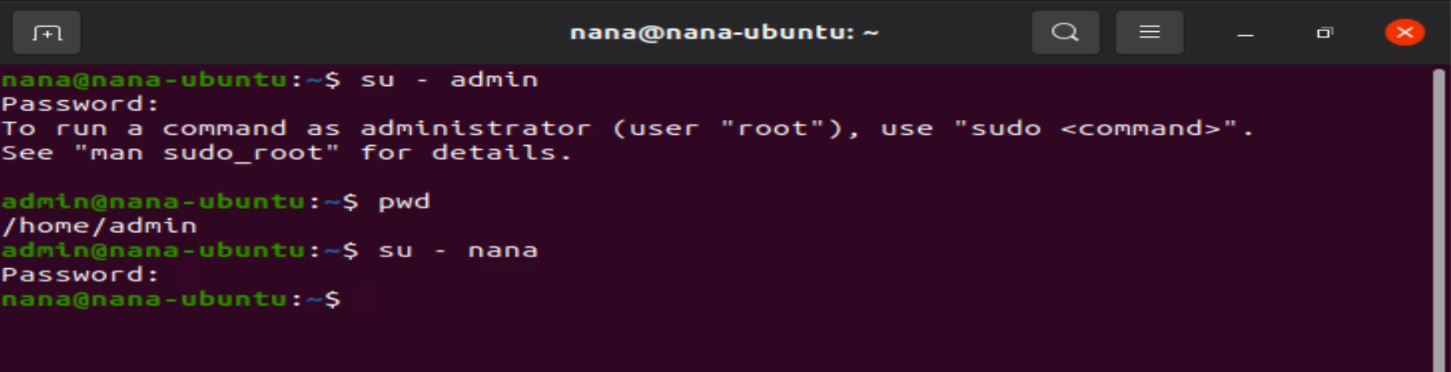 nana@nana-ubuntu: ~
nana@nana-ubuntu:~$ su - admin
Password:
To run a command as administrator (user "root"), use "sudo <command>".
See "man sudo_root" for details.
admin@nana-ubuntu:~$ pwd
/home/admin
admin@nana-ubuntu:~$ su - nana
Password:
nana@nana-ubuntu:~$